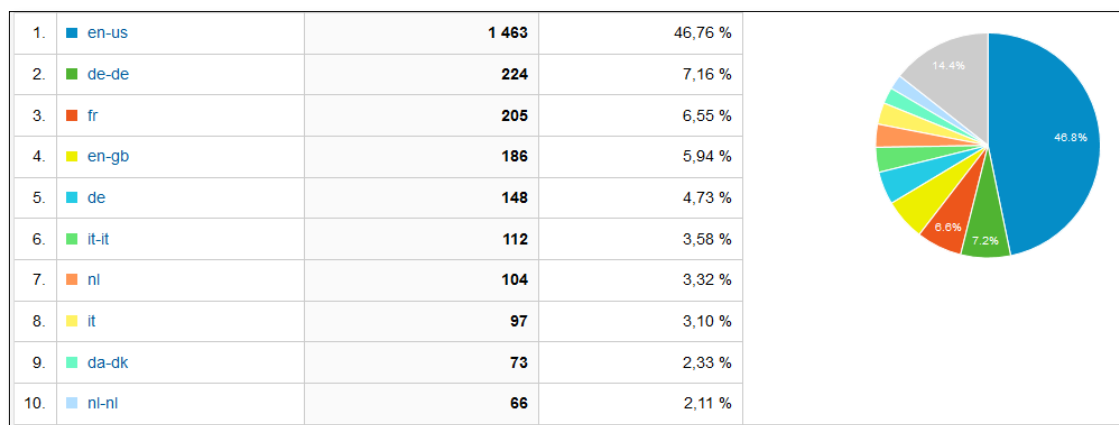 1. en-us 1 463 46,76 %
2. de-de 224 7,16 %
3. fr 205 6,55 %
4. en-gb 186 5,94 %
5. de 148 4,73 %
6. it-it 112 3,58 %
7. nl 104 3,32 %
8. it 97 3,10 %
9. da-dk 73 2,33 %
10. nl-nl 66 2,11 %
14.4%
46.8%
6.6%
7.2%